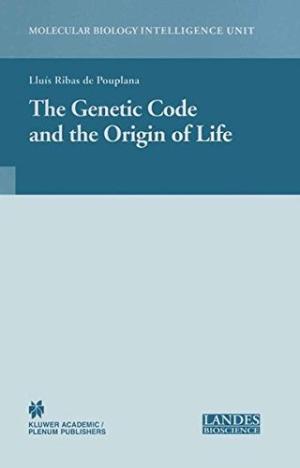 MOLECULAR BIOLOGY INTELLIGENCE UNIT
Lluís Ribas de Pouplana
The Genetic Code
and the Origin of Life
KLUWER ACADEMIC /
PLENUM PUBLISHERS
LANDES
BIOSCIENCE